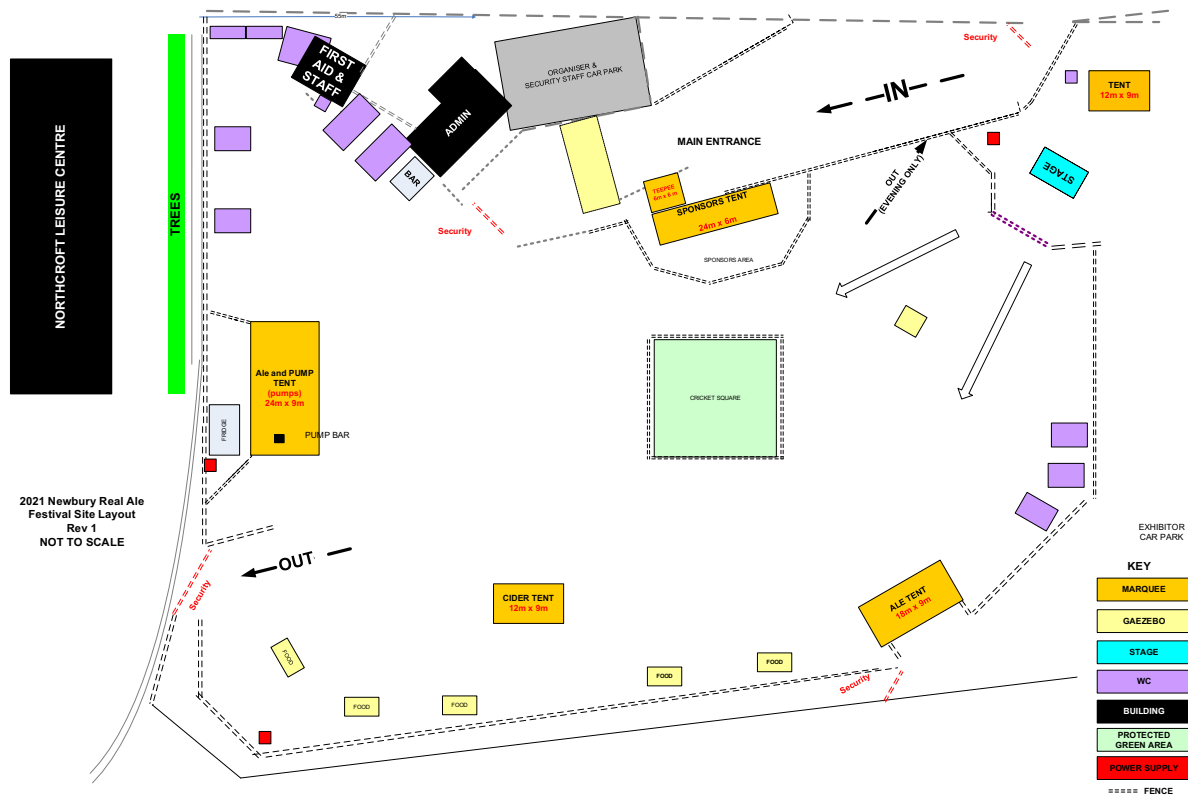 55m
Security
FIRST
AID &
STAFF
ORGANISER &
SECURITY STAFF CAR PARK
IN
TENT
12m x 9m
NORTHCROFT LEISURE CENTRE
TREES
ADMIN
MAIN ENTRANCE
BAR
STAGE
OUT
(EVENING ONLY)
TEEPEE
6m x 6 m
SPONSORS TENT
24m x 6m
Security
SPONSORS AREA
Ale and PUMP
TENT
(pumps)
24m x 9m
CRICKET SQUARE
FRIDGE
PUMP BAR
2021 Newbury Real Ale
Festival Site Layout
Rev 1
NOT TO SCALE
OUT
Security
EXHIBITOR
CAR PARK
CIDER TENT
12m x 9m
ALE TENT
18m x 9m
FOOD
FOOD
FOOD
FOOD
FOOD
Security
KEY
MARQUEE
GAEZEBO
STAGE
WC
BUILDING
PROTECTED
GREEN AREA
POWER SUPPLY
FENCE